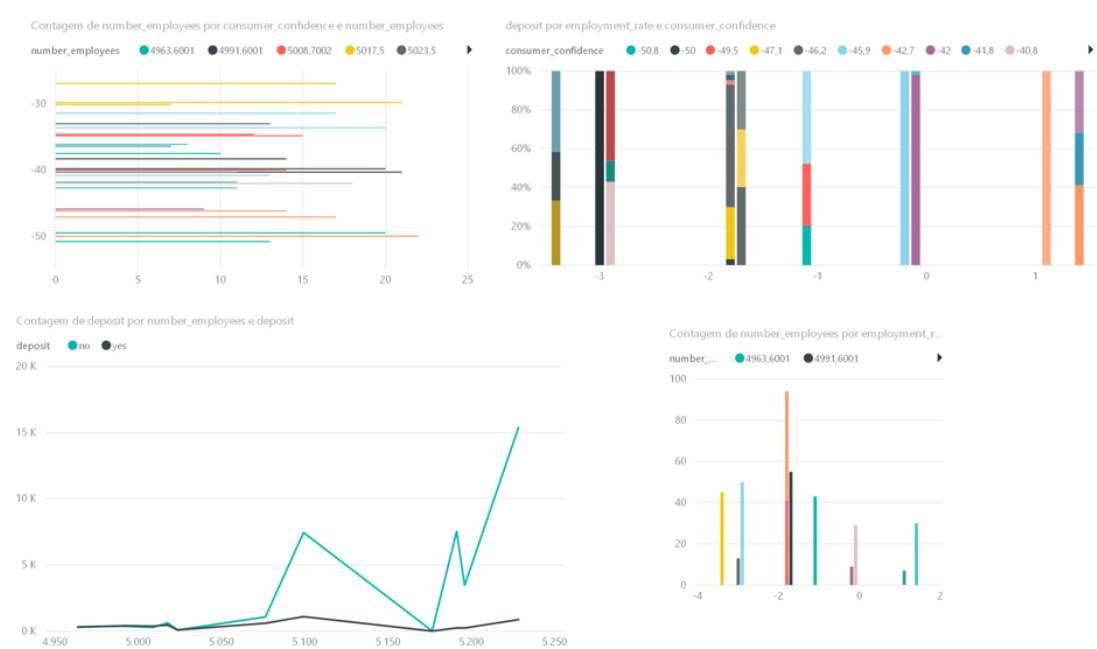 Contagem de number_employees por consumer_confidence e number_employees
number_employees 4963,6001 4991,6001 5008,7002 5017,5 5023,5
-30
-40
-50
0 5 10 15 20 25
deposit por employment_rate e consumer_confidence
consumer_confidence -50,8 -50 -49,5 -47,1 -46,2 -45,9 -42,7 -42 -41,8 -40,8
100%
80%
60%
40%
20%
0%
-3 -2 -1 0 1
Contagem de deposit por number_employees e deposit
deposit no yes
20 K
15 K
10 K
5 K
0 K
4.950 5.000 5.050 5.100 5.150 5.200 5.250
Contagem de number_employees por employment_r...
number_... 4963,6001 4991,6001
100
80
60
40
20
0
-4 -2 0 2